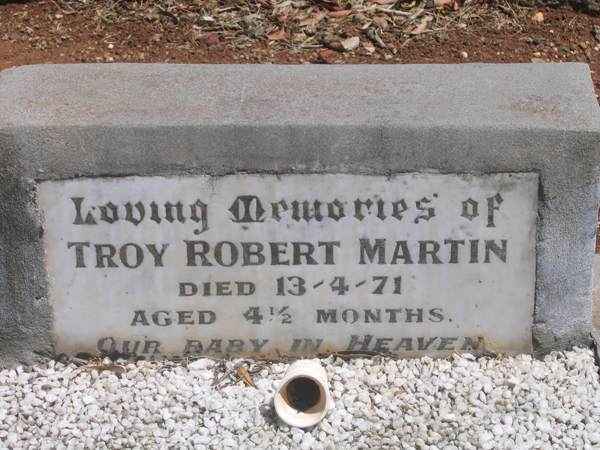 Loving Memories of
TROY ROBERT MARTIN
DIED 13-4-71
AGED 4½ MONTHS.
OUR BABY IN HEAVEN